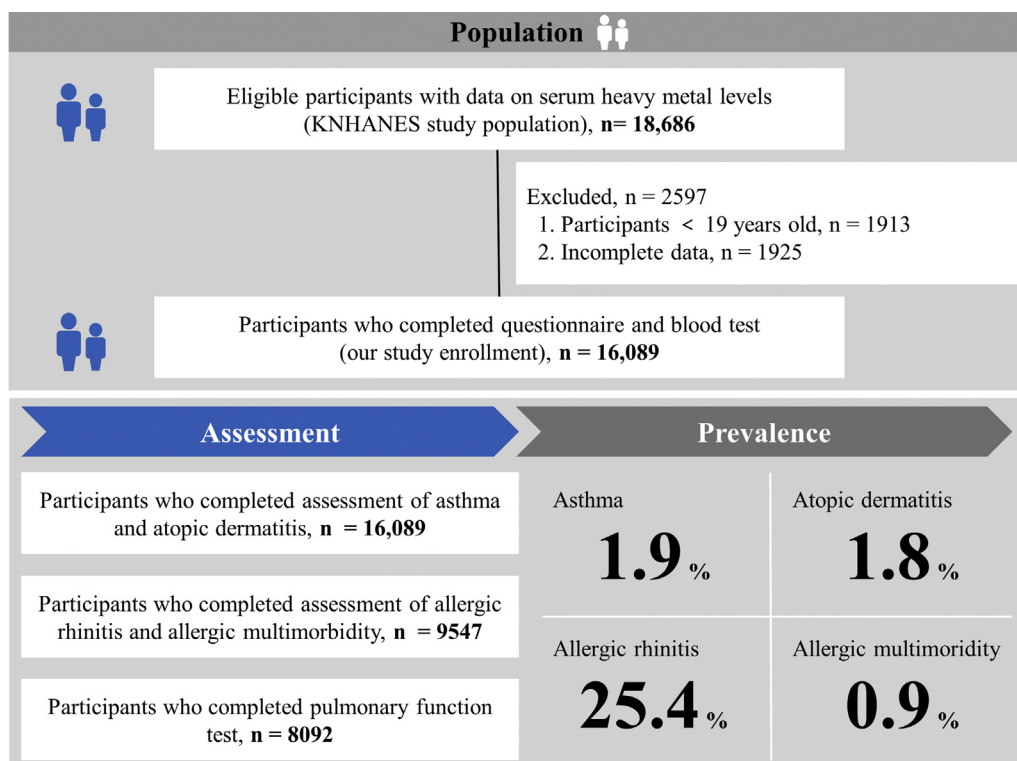 Population
Eligible participants with data on serum heavy metal levels
(KNHANES study population), n= 18,686
Excluded, n = 2597
1. Participants < 19 years old, n = 1913
2. Incomplete data, n = 1925
Participants who completed questionnaire and blood test
(our study enrollment), n = 16,089
Assessment
Participants who completed assessment of asthma
and atopic dermatitis, n = 16,089
Participants who completed assessment of allergic
rhinitis and allergic multimorbidity, n = 9547
Participants who completed pulmonary function
test, n = 8092
Prevalence
Asthma
1.9 %
Atopic dermatitis
1.8 %
Allergic rhinitis
25.4 %
Allergic multimoridity
0.9 %